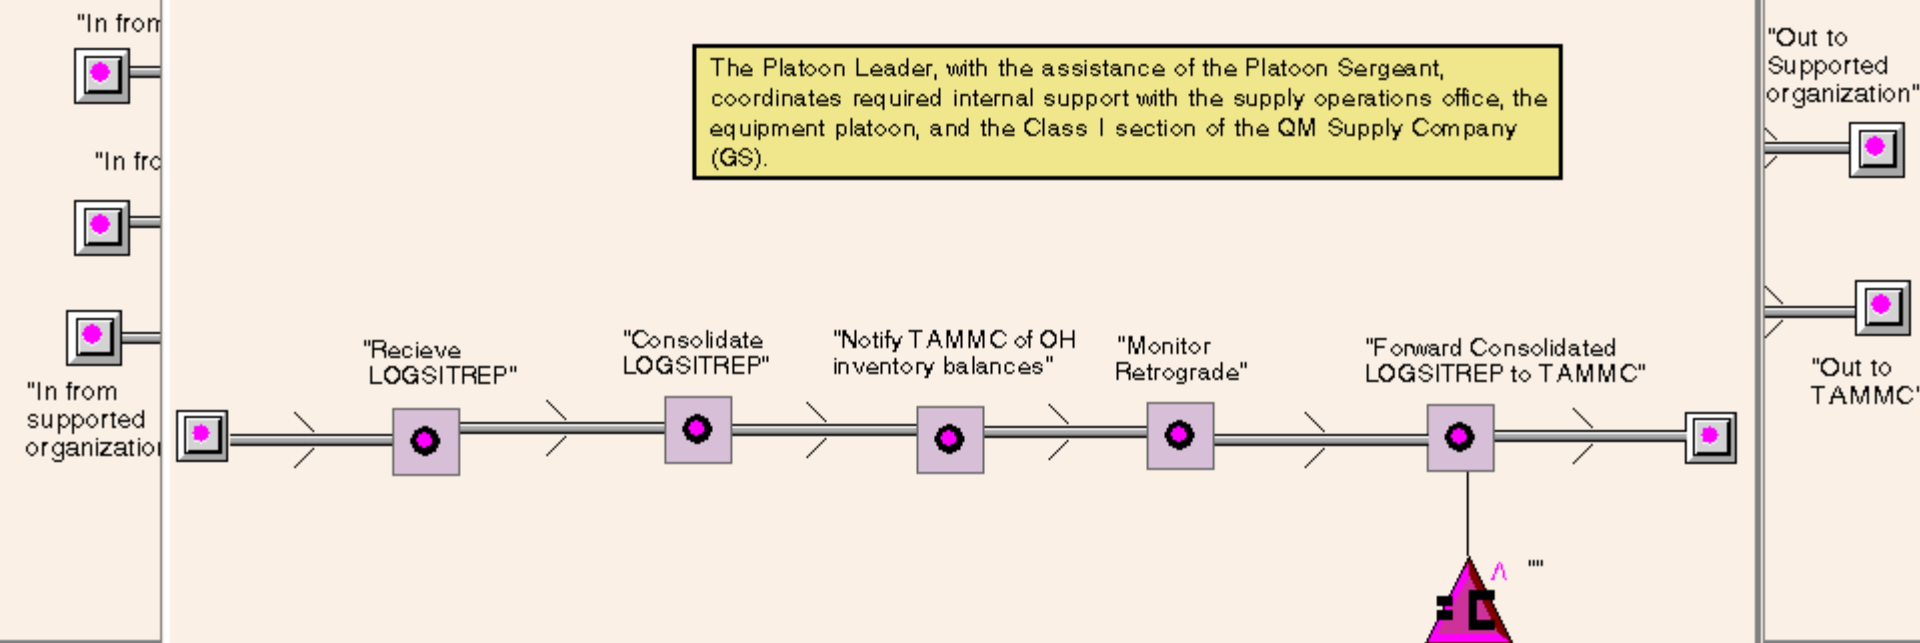 "In from
"In fro
"In from
supported
organization
The Platoon Leader, with the assistance of the Platoon Sergeant,
coordinates required internal support with the supply operations office, the
equipment platoon, and the Class I section of the QM Supply Company
(GS).
"Recieve
LOGSITREP"
"Consolidate
LOGSITREP"
"Notify TAMMC of OH
inventory balances"
"Monitor
Retrograde"
"Forward Consolidated
LOGSITREP to TAMMC"
""
"Out to
Supported
organization"
"Out to
TAMMC"